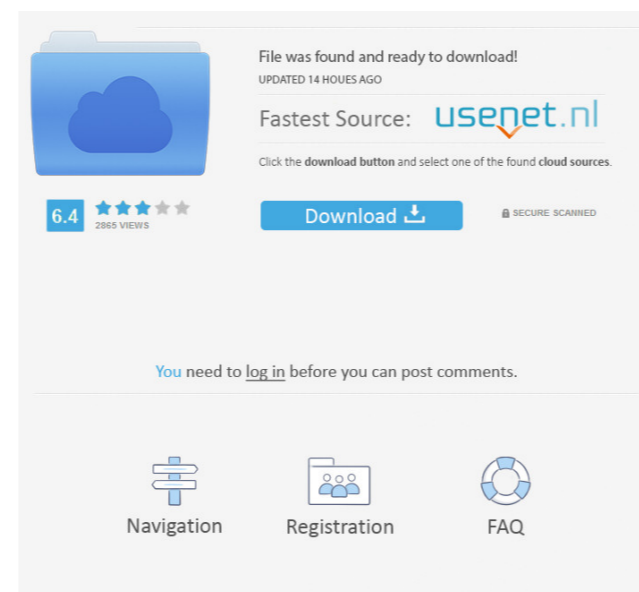 File was found and ready to download!
UPDATED 14 HOUES AGO
Fastest Source: usenet.nl
Click the download button and select one of the found cloud sources.
6.4
2865 VIEWS
Download
SECURE SCANNED
You need to log in before you can post comments.
Navigation
Registration
FAQ